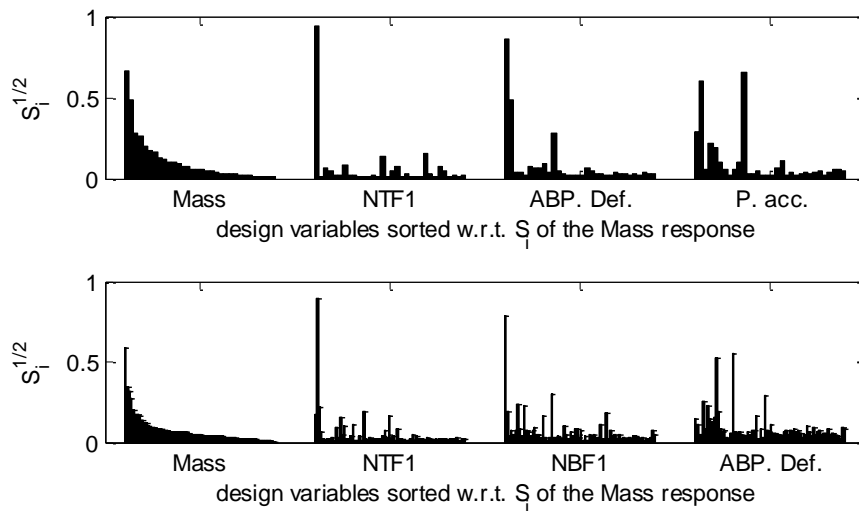 1
S_i^{1/2}
0.5
0
Mass NTF1 ABP. Def. P. acc.
design variables sorted w.r.t. S_i of the Mass response
1
S_i^{1/2}
0.5
0
Mass NTF1 NBF1 ABP. Def.
design variables sorted w.r.t. S_i of the Mass response